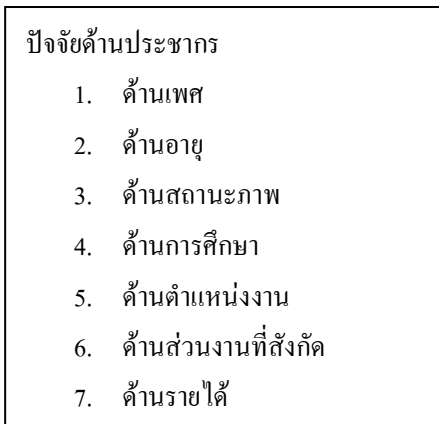 ปัจจัยด้านประชากร
1. ด้านเพศ
2. ด้านอายุ
3. ด้านสถานะภาพ
4. ด้านการศึกษา
5. ด้านตำแหน่งงาน
6. ด้านส่วนงานที่สังกัด
7. ด้านรายได้